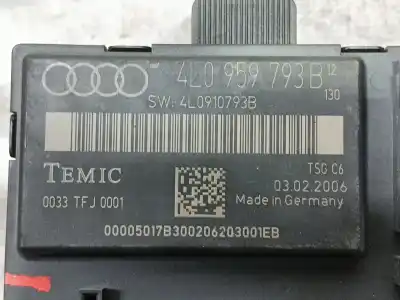 4L0 959 793 B 12
130
SW: 4L0910793B
TEMIC
TSG C6
03.02.2006
0033 TFJ 0001
Made in Germany
00005017B300206203001EB